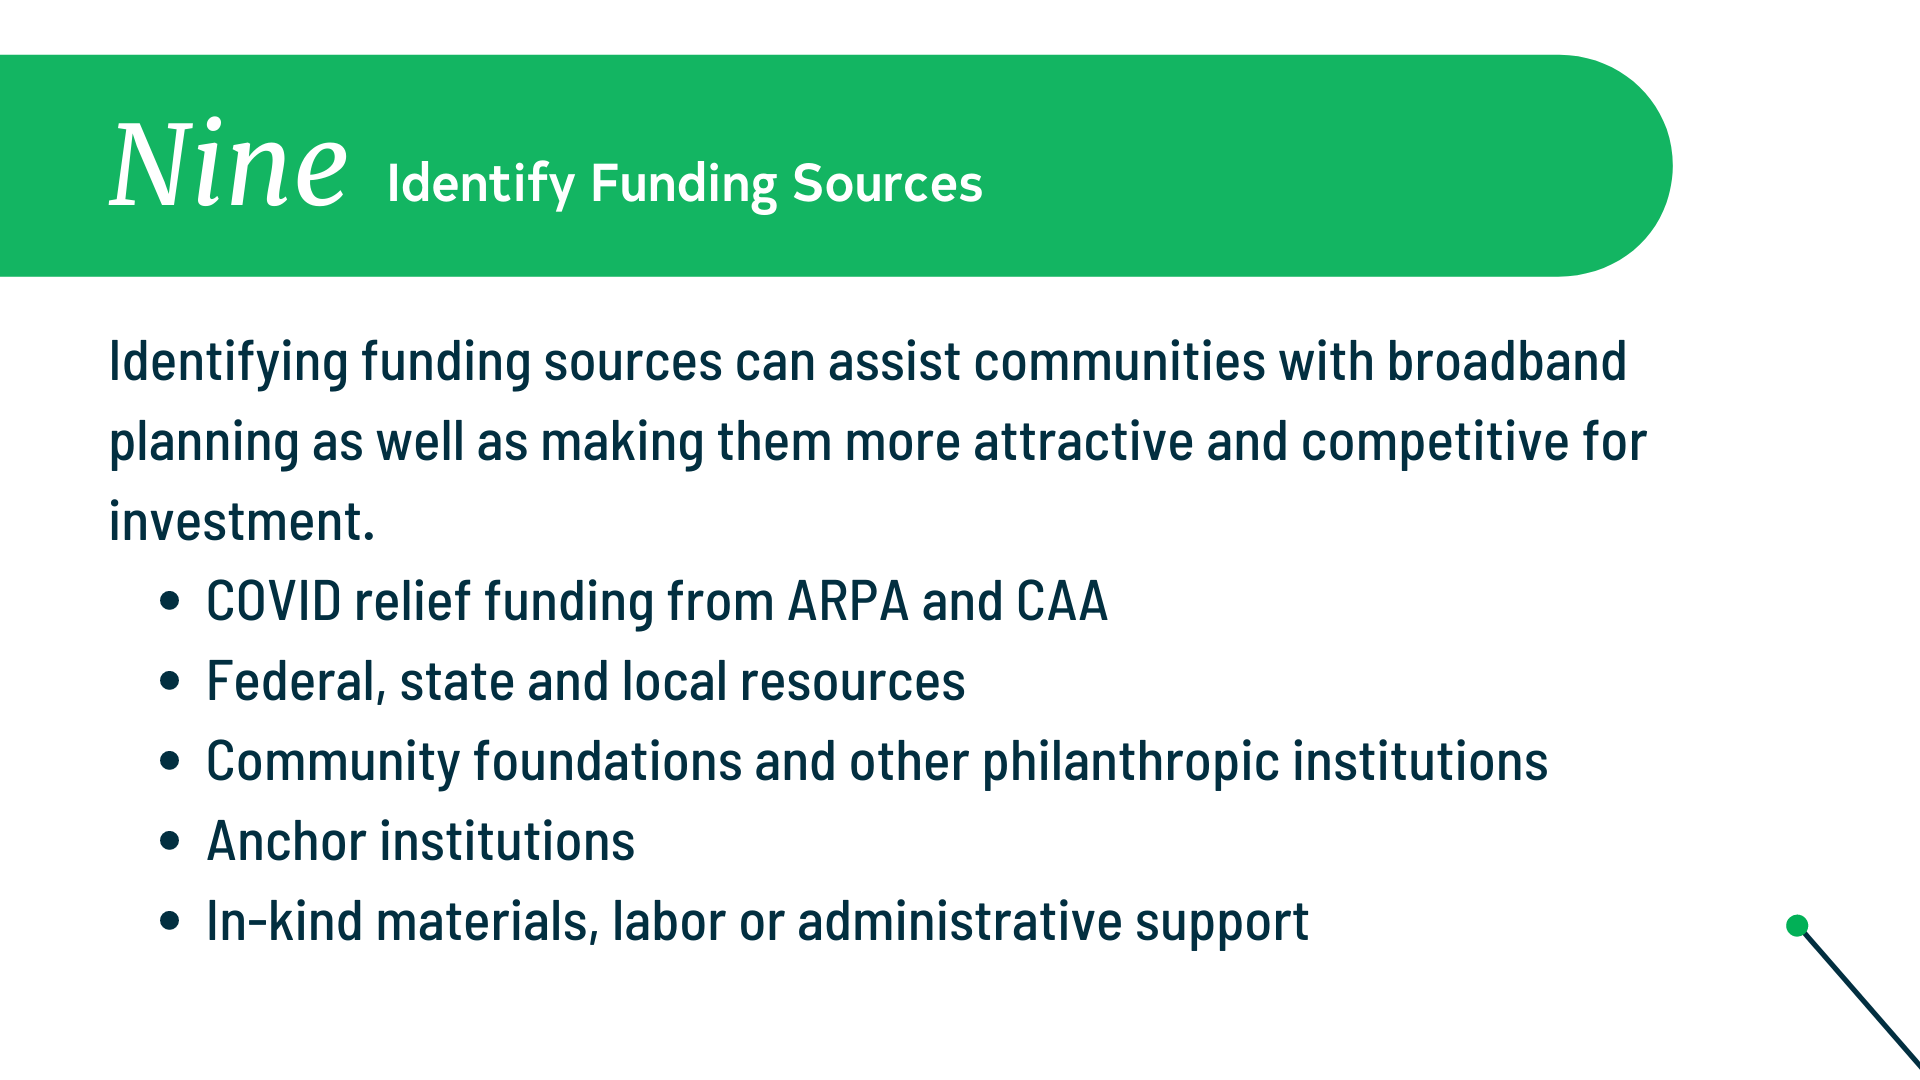 Nine Identify Funding Sources
Identifying funding sources can assist communities with broadband
planning as well as making them more attractive and competitive for
investment.
• COVID relief funding from ARPA and CAA
• Federal, state and local resources
• Community foundations and other philanthropic institutions
• Anchor institutions
• In-kind materials, labor or administrative support